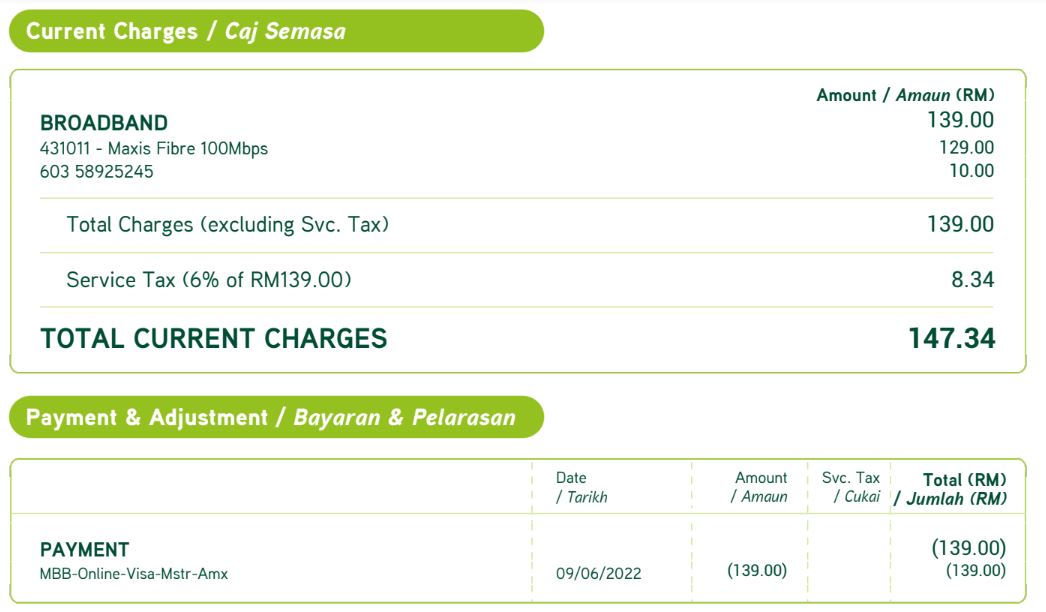 Current Charges / Caj Semasa
Amount / Amaun (RM)
BROADBAND 139.00
431011 - Maxis Fibre 100Mbps 129.00
603 58925245 10.00
Total Charges (excluding Svc. Tax) 139.00
Service Tax (6% of RM139.00) 8.34
TOTAL CURRENT CHARGES 147.34
Payment & Adjustment / Bayaran & Pelarasan
Date Amount Svc. Tax Total (RM)
/ Tarikh / Amaun / Cukai / Jumlah (RM)
PAYMENT (139.00)
MBB-Online-Visa-Mstr-Amx 09/06/2022 (139.00) (139.00)